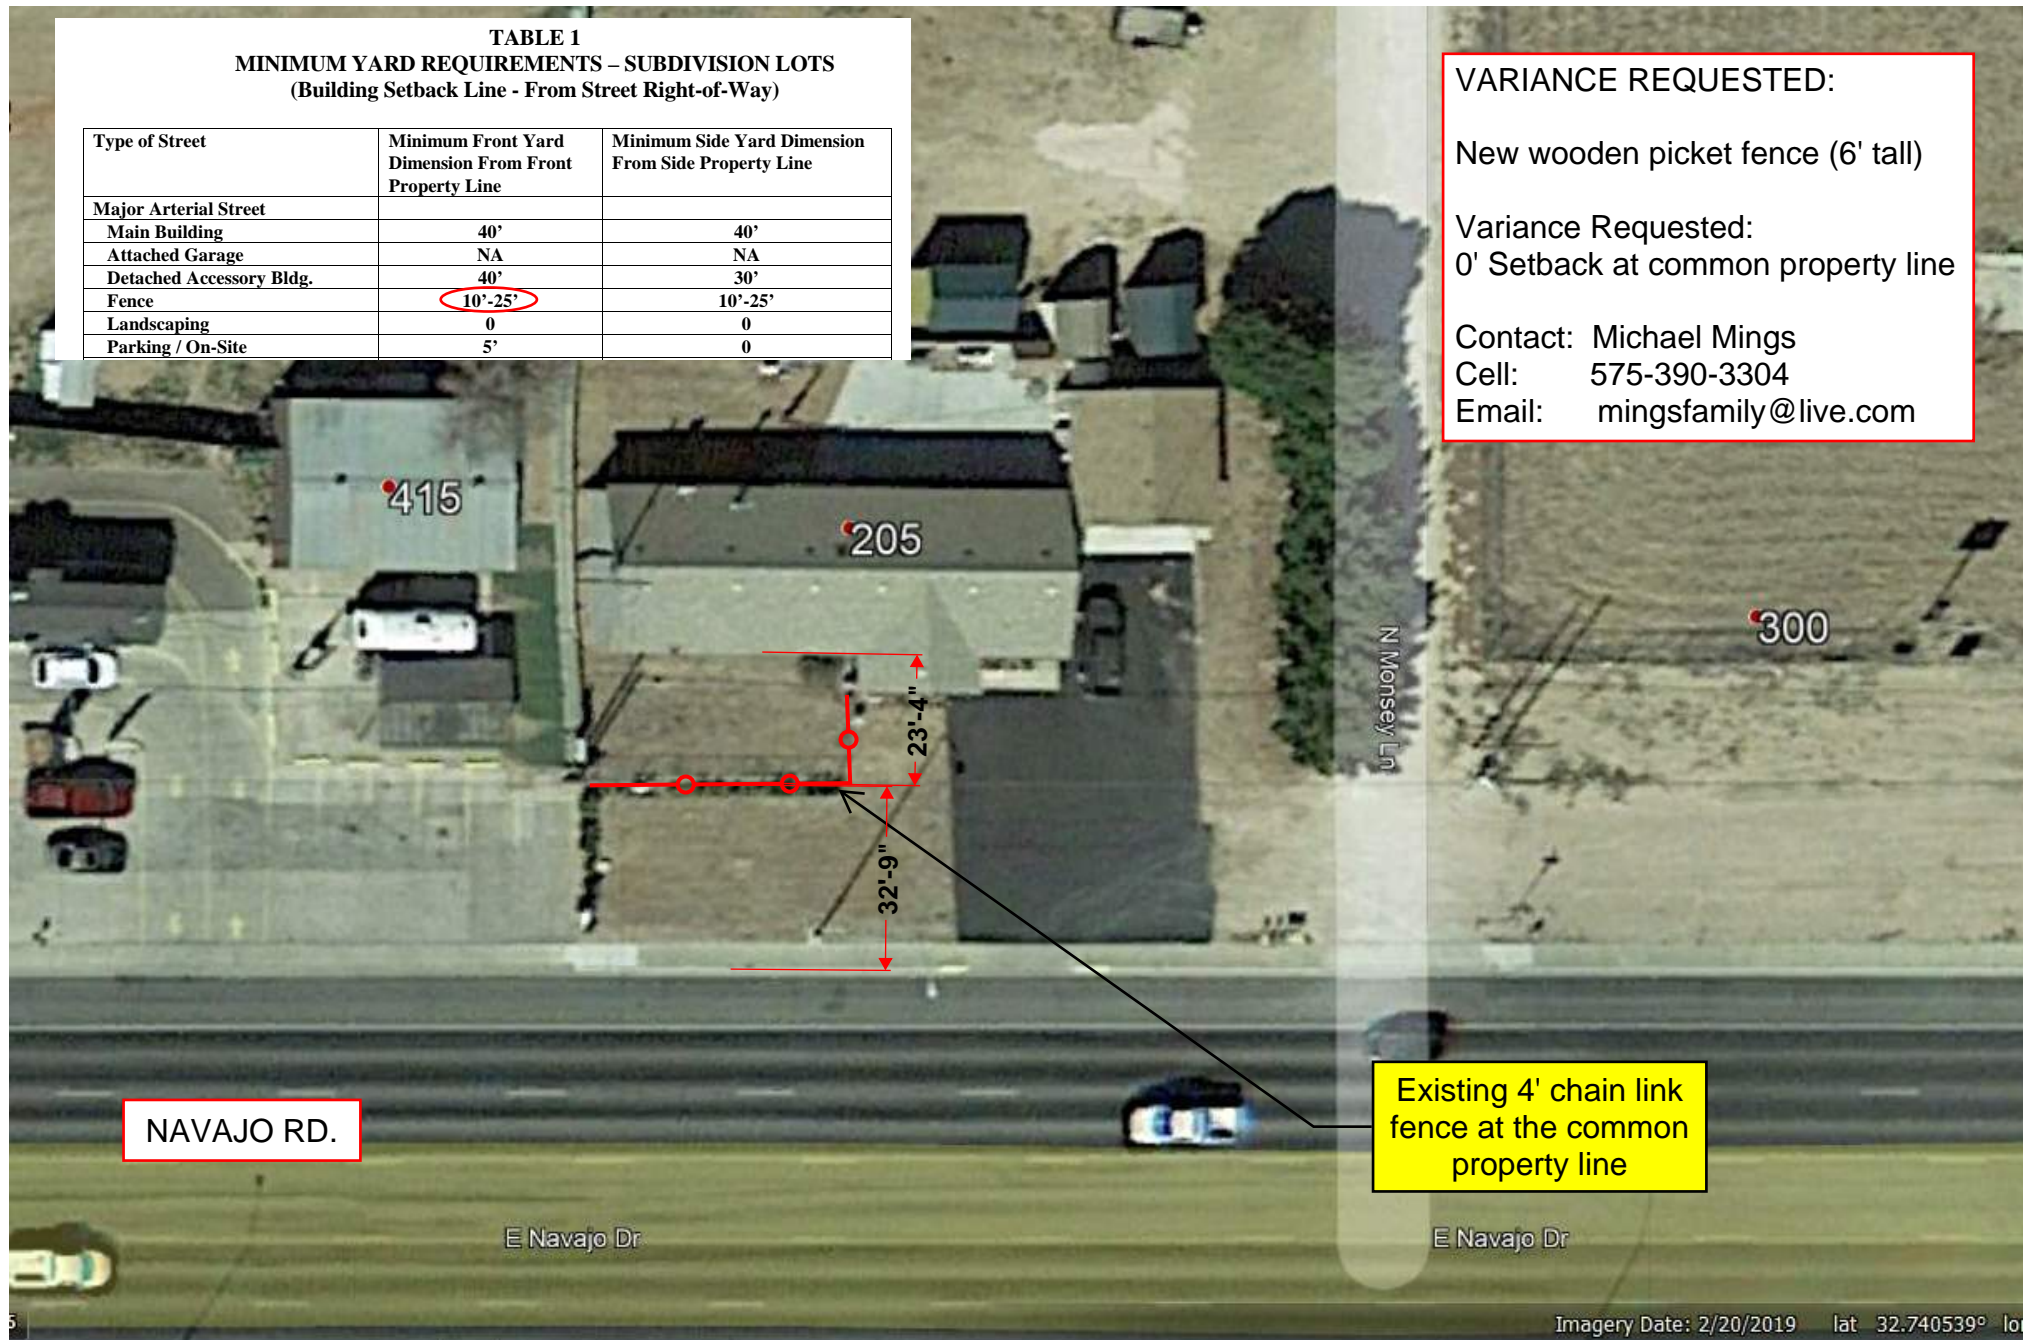 TABLE 1
MINIMUM YARD REQUIREMENTS – SUBDIVISION LOTS
(Building Setback Line - From Street Right-of-Way)
Type of Street Minimum Front Yard Dimension From Front Property Line Minimum Side Yard Dimension From Side Property Line
Major Arterial Street
Main Building 40’ 40’
Attached Garage NA NA
Detached Accessory Bldg. 40’ 30’
Fence 10’-25’ 10’-25’
Landscaping 0 0
Parking / On-Site 5’ 0
VARIANCE REQUESTED:
New wooden picket fence (6' tall)
Variance Requested:
0' Setback at common property line
Contact: Michael Mings
Cell: 575-390-3304
Email: mingsfamily@live.com
415
205
300
N Monsey Ln
23'-4"
32'-9"
Existing 4' chain link
fence at the common
property line
NAVAJO RD.
E Navajo Dr
E Navajo Dr
Imagery Date: 2/20/2019 lat 32.740539°